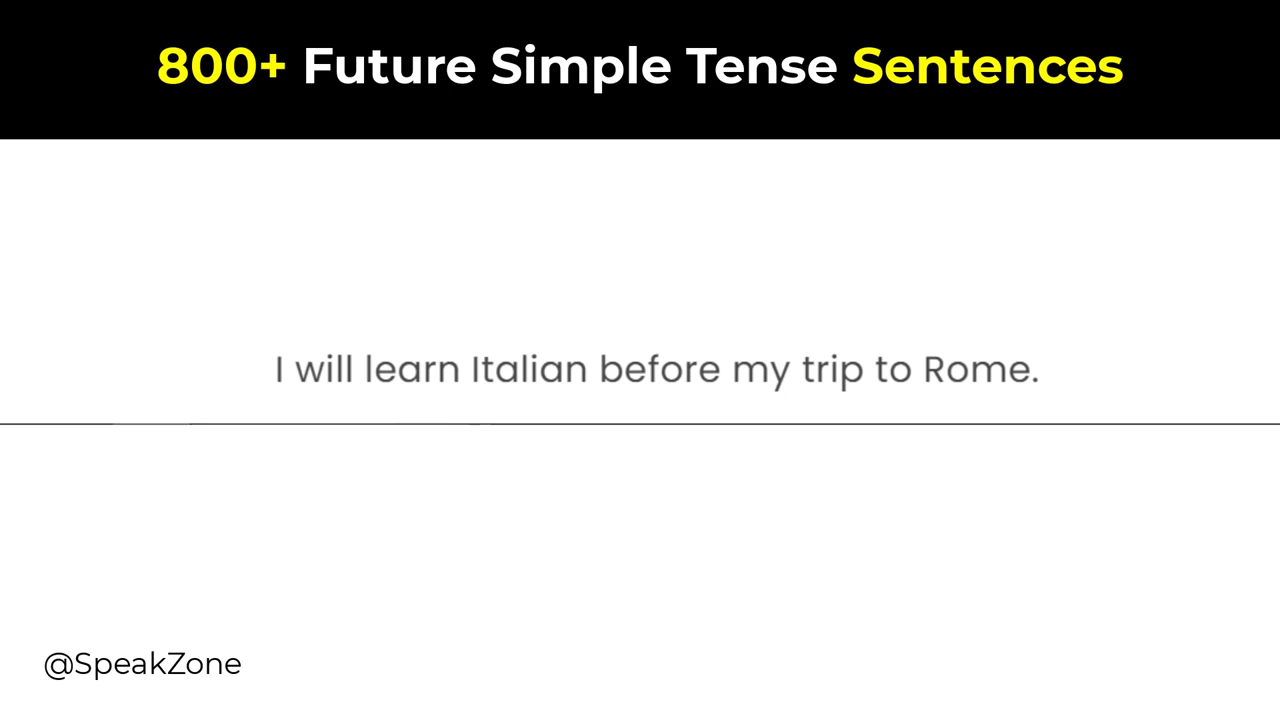 800+ Future Simple Tense Sentences
I will learn Italian before my trip to Rome.
@SpeakZone